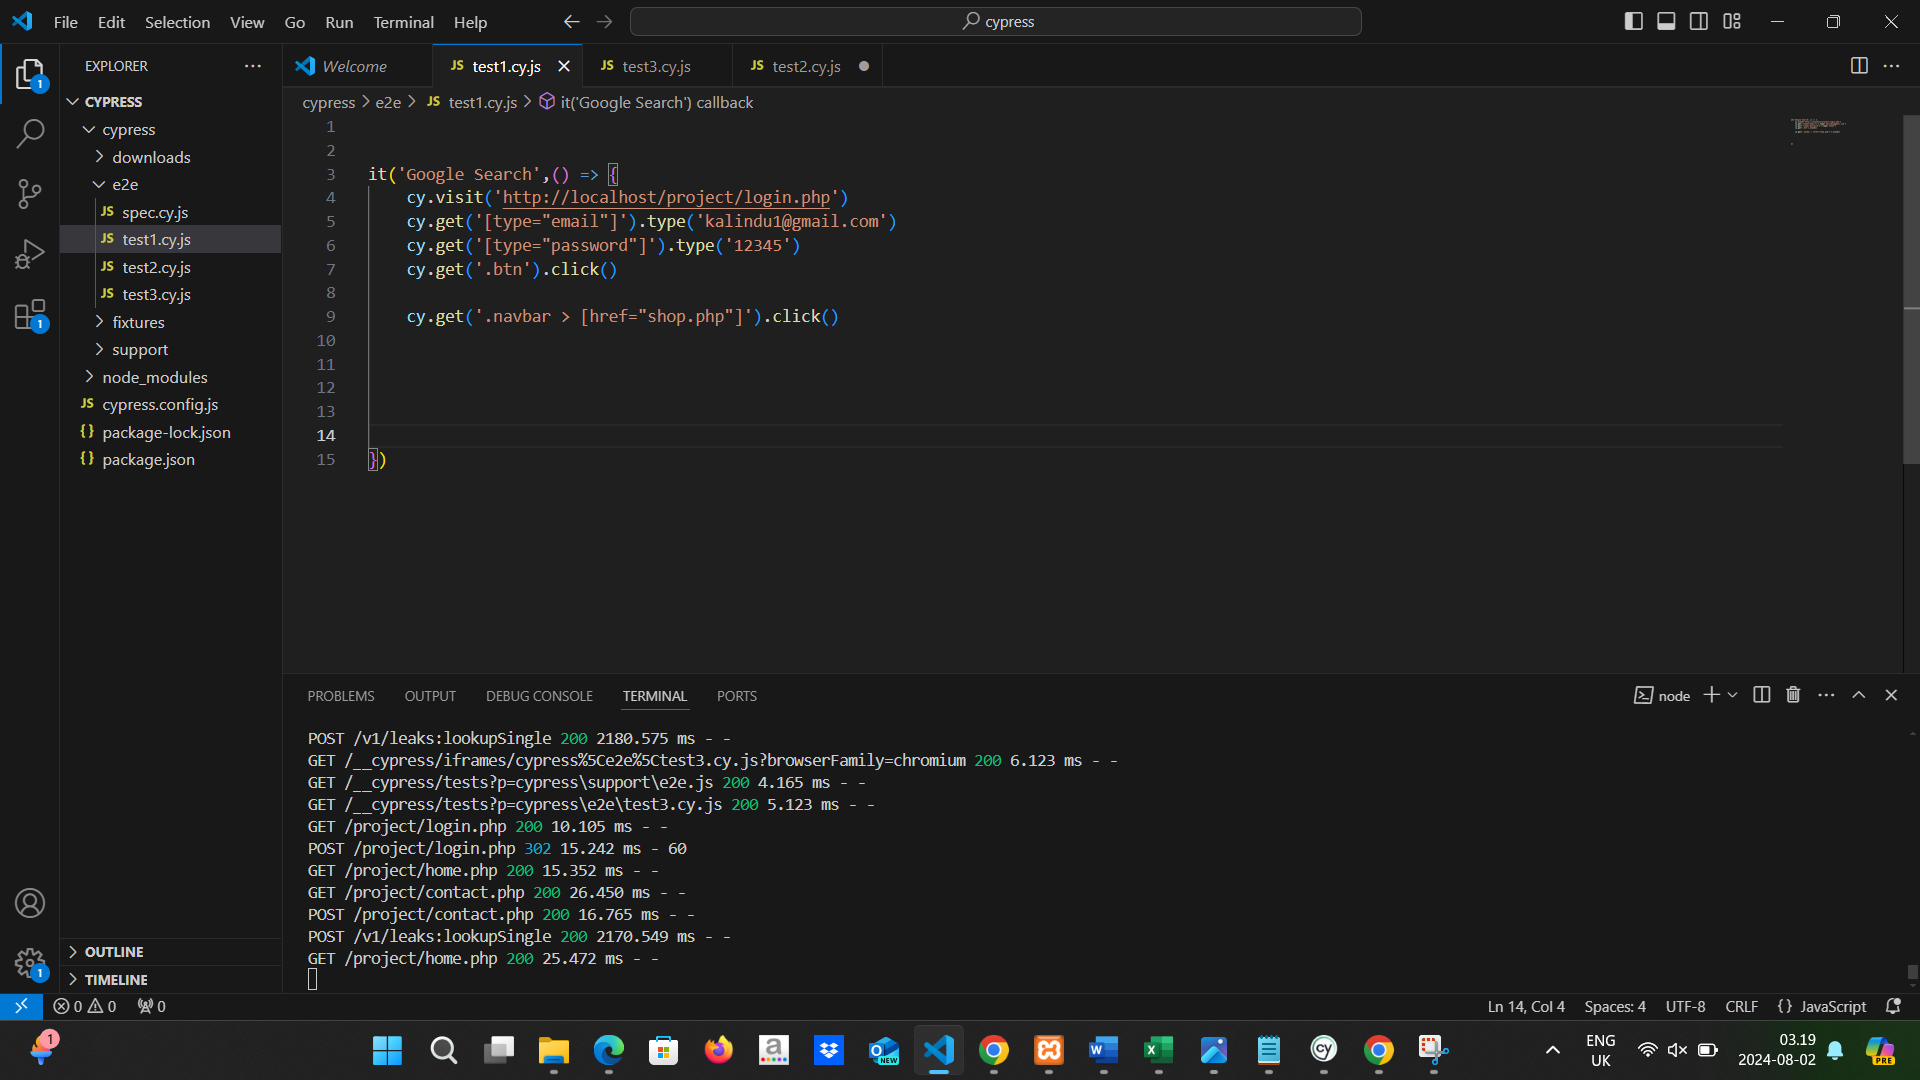 File Edit Selection View Go Run Terminal Help
cypress
EXPLORER
Welcome
JS test1.cy.js
JS test3.cy.js
JS test2.cy.js
cypress > e2e > JS test1.cy.js > it('Google Search') callback
CYPRESS
cypress
downloads
e2e
JS spec.cy.js
JS test1.cy.js
JS test2.cy.js
JS test3.cy.js
fixtures
support
node_modules
JS cypress.config.js
{} package-lock.json
{} package.json
OUTLINE
TIMELINE
1
1
1
1
2
3 it('Google Search',() => {
4 cy.visit('http://localhost/project/login.php')
5 cy.get('[type="email"]').type('kalindu1@gmail.com')
6 cy.get('[type="password"]').type('12345')
7 cy.get('.btn').click()
8
9 cy.get('.navbar > [href="shop.php"]').click()
10
11
12
13
14
15 })
PROBLEMS OUTPUT DEBUG CONSOLE TERMINAL PORTS
node
POST /v1/leaks:lookupSingle 200 2180.575 ms - -
GET /__cypress/iframes/cypress%5Ce2e%5Ctest3.cy.js?browserFamily=chromium 200 6.123 ms - -
GET /__cypress/tests?p=cypress\support\e2e.js 200 4.165 ms - -
GET /__cypress/tests?p=cypress\e2e\test3.cy.js 200 5.123 ms - -
GET /project/login.php 200 10.105 ms - -
POST /project/login.php 302 15.242 ms - 60
GET /project/home.php 200 15.352 ms - -
GET /project/contact.php 200 26.450 ms - -
POST /project/contact.php 200 16.765 ms - -
POST /v1/leaks:lookupSingle 200 2170.549 ms - -
GET /project/home.php 200 25.472 ms - -
0 0 0
Ln 14, Col 4 Spaces: 4 UTF-8 CRLF {} JavaScript
1
a
NEW
W
X
cy
ENG
UK
03.19
2024-08-02
PRE